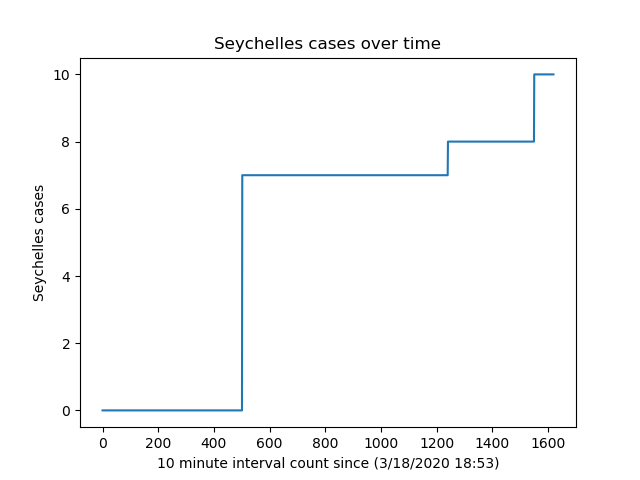 Seychelles cases over time
10
8
6
4
2
0
Seychelles cases
0 200 400 600 800 1000 1200 1400 1600
10 minute interval count since (3/18/2020 18:53)